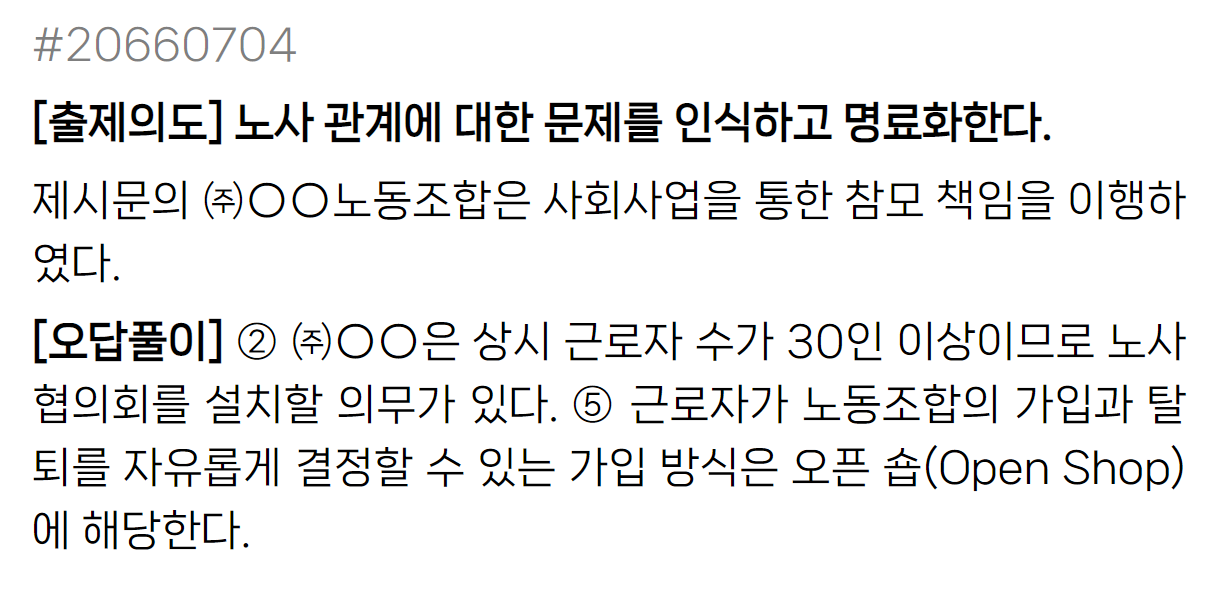 #20660704
[출제의도] 노사 관계에 대한 문제를 인식하고 명료화한다.
제시문의 ㈜〇〇노동조합은 사회사업을 통한 참모 책임을 이행하
였다.
[오답풀이] ② ㈜〇〇은 상시 근로자 수가 30인 이상이므로 노사
협의회를 설치할 의무가 있다. ⑤ 근로자가 노동조합의 가입과 탈
퇴를 자유롭게 결정할 수 있는 가입 방식은 오픈 숍(Open Shop)
에 해당한다.